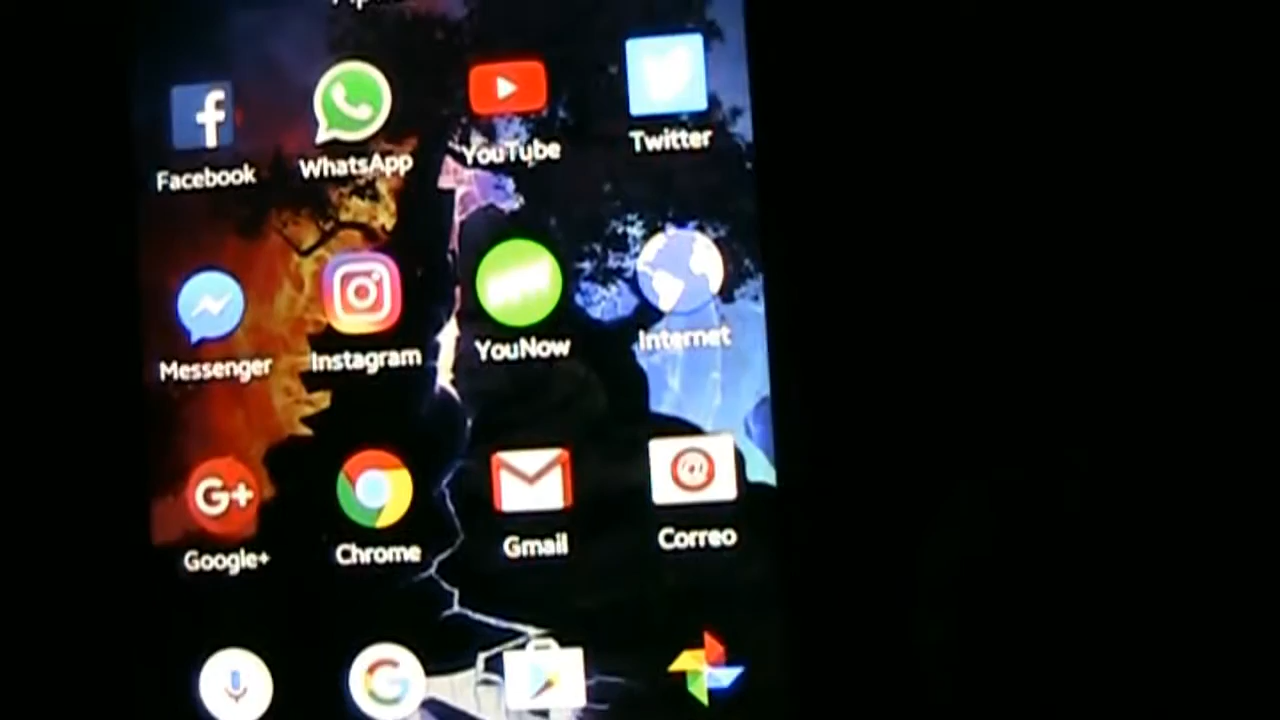 Facebook
WhatsApp
YouTube
Twitter
Messenger
Instagram
YouNow
Internet
G+
Google+
Chrome
Gmail
@
Correo
G